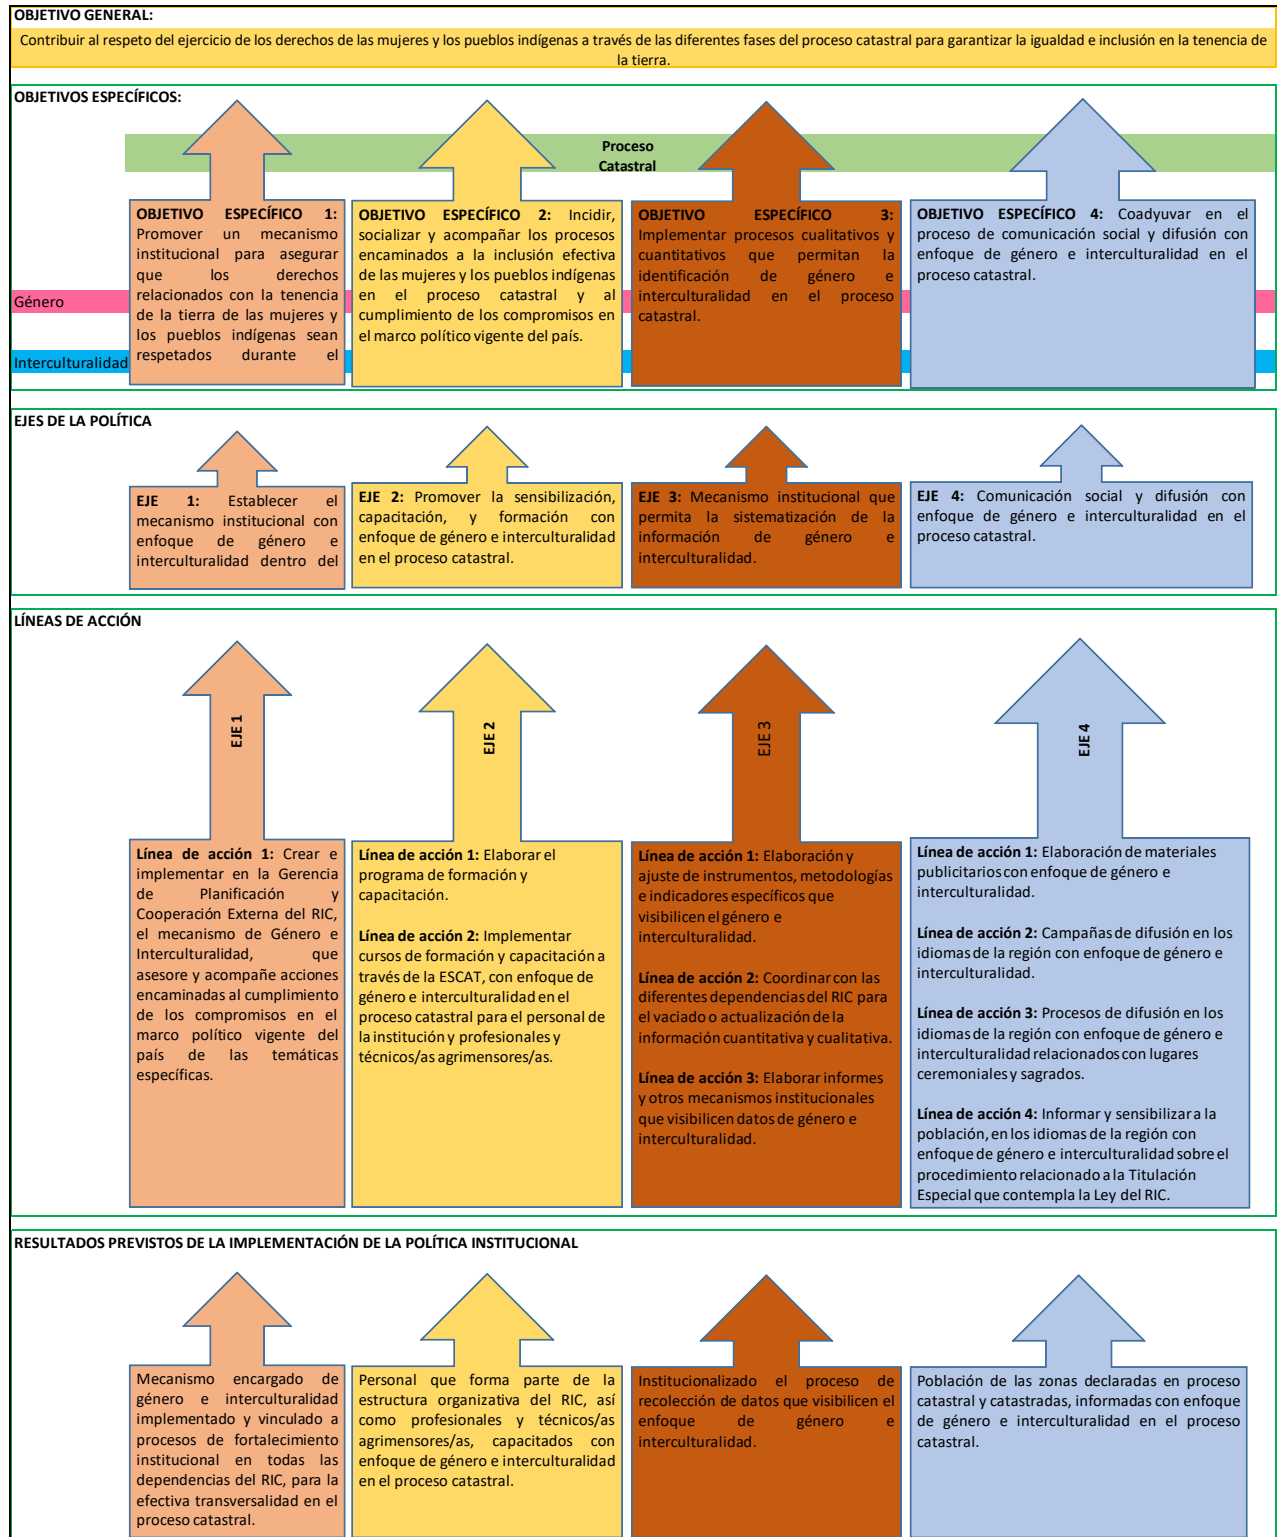 OBJETIVO GENERAL:
Contribuir al respeto del ejercicio de los derechos de las mujeres y los pueblos indígenas a través de las diferentes fases del proceso catastral para garantizar la igualdad e inclusión en la tenencia de
la tierra.
OBJETIVOS ESPECÍFICOS:
Proceso
Catastral
Género
Interculturalidad
OBJETIVO ESPECÍFICO 1:
Promover un mecanismo
institucional para asegurar
que los derechos
relacionados con la tenencia
de la tierra de las mujeres y
los pueblos indígenas sean
respetados durante el
OBJETIVO ESPECÍFICO 2: Incidir,
socializar y acompañar los procesos
encaminados a la inclusión efectiva
de las mujeres y los pueblos indígenas
en el proceso catastral y al
cumplimiento de los compromisos en
el marco político vigente del país.
OBJETIVO ESPECÍFICO 3:
Implementar procesos cualitativos y
cuantitativos que permitan la
identificación de género e
interculturalidad en el proceso
catastral.
OBJETIVO ESPECÍFICO 4: Coadyuvar en el
proceso de comunicación social y difusión con
enfoque de género e interculturalidad en el
proceso catastral.
EJES DE LA POLÍTICA
EJE 1: Establecer el
mecanismo institucional con
enfoque de género e
interculturalidad dentro del
EJE 2: Promover la sensibilización,
capacitación, y formación con
enfoque de género e interculturalidad
en el proceso catastral.
EJE 3: Mecanismo institucional que
permita la sistematización de la
información de género e
interculturalidad.
EJE 4: Comunicación social y difusión con
enfoque de género e interculturalidad en el
proceso catastral.
LÍNEAS DE ACCIÓN
EJE 1
EJE 2
EJE 3
EJE 4
Línea de acción 1: Crear e
implementar en la Gerencia
de Planificación y
Cooperación Externa del RIC,
el mecanismo de Género e
Interculturalidad, que
asesore y acompañe acciones
encaminadas al cumplimiento
de los compromisos en el
marco político vigente del
país de las temáticas
específicas.
Línea de acción 1: Elaborar el
programa de formación y
capacitación.
Línea de acción 2: Implementar
cursos de formación y capacitación a
través de la ESCAT, con enfoque de
género e interculturalidad en el
proceso catastral para el personal de
la institución y profesionales y
técnicos/as agrimensores/as.
Línea de acción 1: Elaboración y
ajuste de instrumentos, metodologías
e indicadores específicos que
visibilicen el género e
interculturalidad.
Línea de acción 2: Coordinar con las
diferentes dependencias del RIC para
el vaciado o actualización de la
información cuantitativa y cualitativa.
Línea de acción 3: Elaborar informes
y otros mecanismos institucionales
que visibilicen datos de género e
interculturalidad.
Línea de acción 1: Elaboración de materiales
publicitarios con enfoque de género e
interculturalidad.
Línea de acción 2: Campañas de difusión en los
idiomas de la región con enfoque de género e
interculturalidad.
Línea de acción 3: Procesos de difusión en los
idiomas de la región con enfoque de género e
interculturalidad relacionados con lugares
ceremoniales y sagrados.
Línea de acción 4: Informar y sensibilizar a la
población, en los idiomas de la región con
enfoque de género e interculturalidad sobre el
procedimiento relacionado a la Titulación
Especial que contempla la Ley del RIC.
RESULTADOS PREVISTOS DE LA IMPLEMENTACIÓN DE LA POLÍTICA INSTITUCIONAL
Mecanismo encargado de
género e interculturalidad
implementado y vinculado a
procesos de fortalecimiento
institucional en todas las
dependencias del RIC, para la
efectiva transversalidad en el
proceso catastral.
Personal que forma parte de la
estructura organizativa del RIC, así
como profesionales y técnicos/as
agrimensores/as, capacitados con
enfoque de género e interculturalidad
en el proceso catastral.
Institucionalizado el proceso de
recolección de datos que visibilicen el
enfoque de género e
interculturalidad.
Población de las zonas declaradas en proceso
catastral y catastradas, informadas con enfoque
de género e interculturalidad en el proceso
catastral.